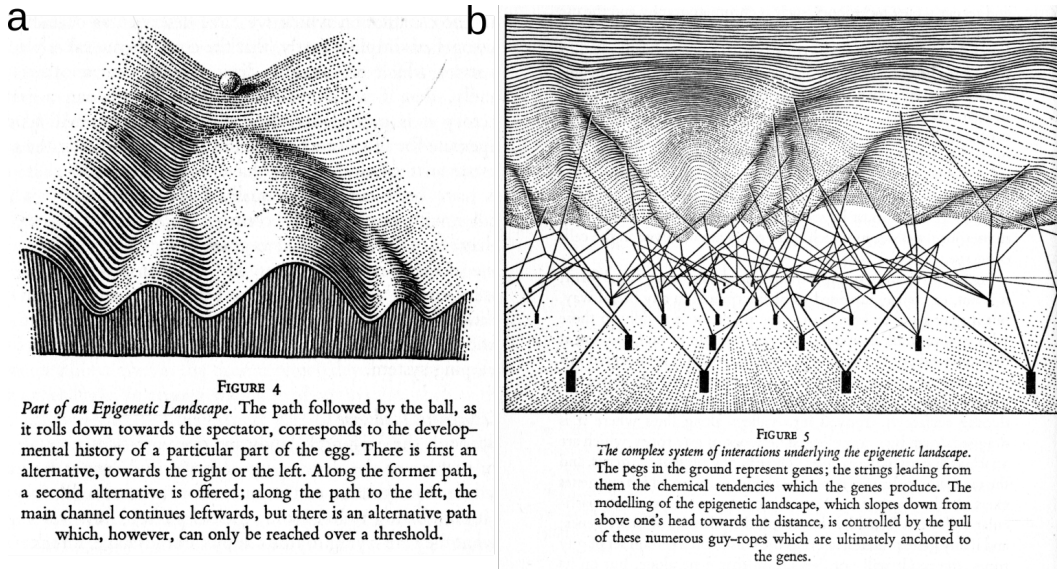 a
FIGURE 4
Part of an Epigenetic Landscape. The path followed by the ball, as
it rolls down towards the spectator, corresponds to the develop-
mental history of a particular part of the egg. There is first an
alternative, towards the right or the left. Along the former path,
a second alternative is offered; along the path to the left, the
main channel continues leftwards, but there is an alternative path
which, however, can only be reached over a threshold.
b
FIGURE 5
The complex system of interactions underlying the epigenetic landscape.
The pegs in the ground represent genes; the strings leading from
them the chemical tendencies which the genes produce. The
modelling of the epigenetic landscape, which slopes down from
above one's head towards the distance, is controlled by the pull
of these numerous guy-ropes which are ultimately anchored to
the genes.